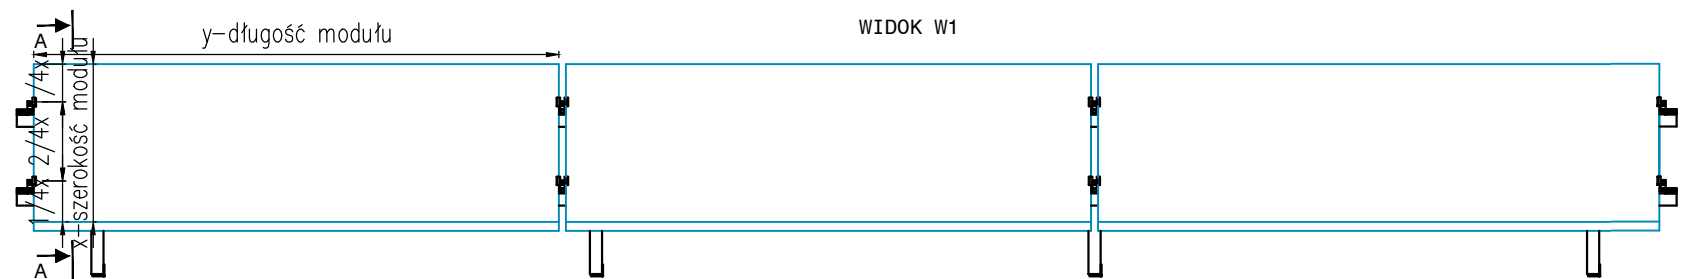 WIDOK W1
A
y-długość modułu
1/4x
2/4x
1/4x
x-szerokość modułu
A